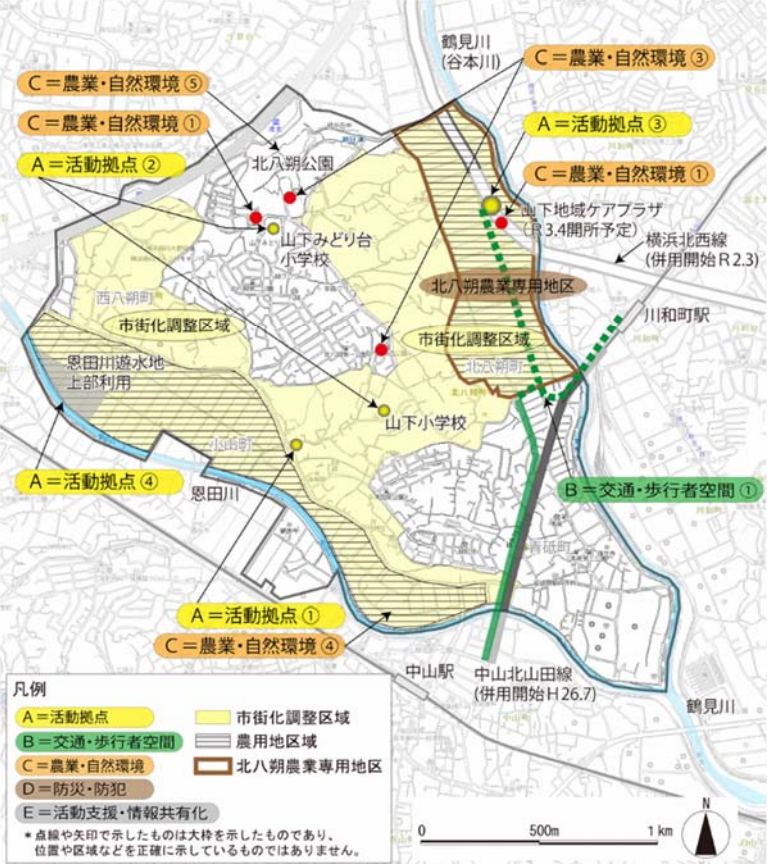 鶴見川
(谷本川)
C=農業・自然環境③
C=農業・自然環境⑤
C=農業・自然環境①
A=活動拠点③
A=活動拠点②
北八朔公園
C=農業・自然環境①
山下地域ケアプラザ
(R3.4開所予定)
山下みどり台
小学校
横浜北西線
(併用開始R2.3)
北八朔農業専用地区
西八朔町
川和町駅
市街化調整区域
市街化調整区域
恩田川遊水地
上部利用
北八朔町
山下小学校
小山町
A=活動拠点④
恩田川
B=交通・歩行者空間①
青砥町
A=活動拠点①
C=農業・自然環境④
中山駅
中山北山田線
(併用開始H26.7)
鶴見川
凡例
A=活動拠点
市街化調整区域
B=交通・歩行者空間
農用地区域
C=農業・自然環境
北八朔農業専用地区
D=防災・防犯
E=活動支援・情報共有化
*点線や矢印で示したものは大枠を示したものであり、
位置や区域などを正確に示しているものではありません。
0 500m 1km
N